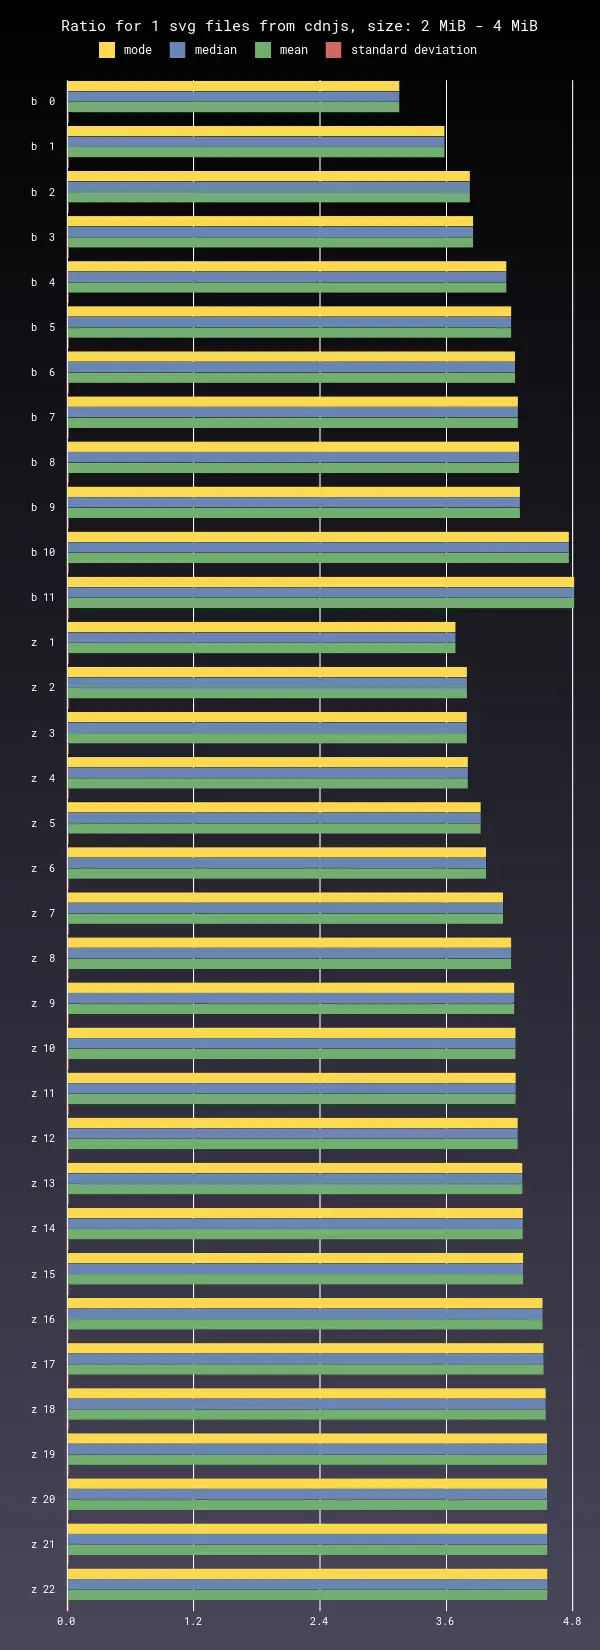 Ratio for 1 svg files from cdnjs, size: 2 MiB - 4 MiB
mode median mean standard deviation
b 0
b 1
b 2
b 3
b 4
b 5
b 6
b 7
b 8
b 9
b 10
b 11
z 1
z 2
z 3
z 4
z 5
z 6
z 7
z 8
z 9
z 10
z 11
z 12
z 13
z 14
z 15
z 16
z 17
z 18
z 19
z 20
z 21
z 22
0.0 1.2 2.4 3.6 4.8